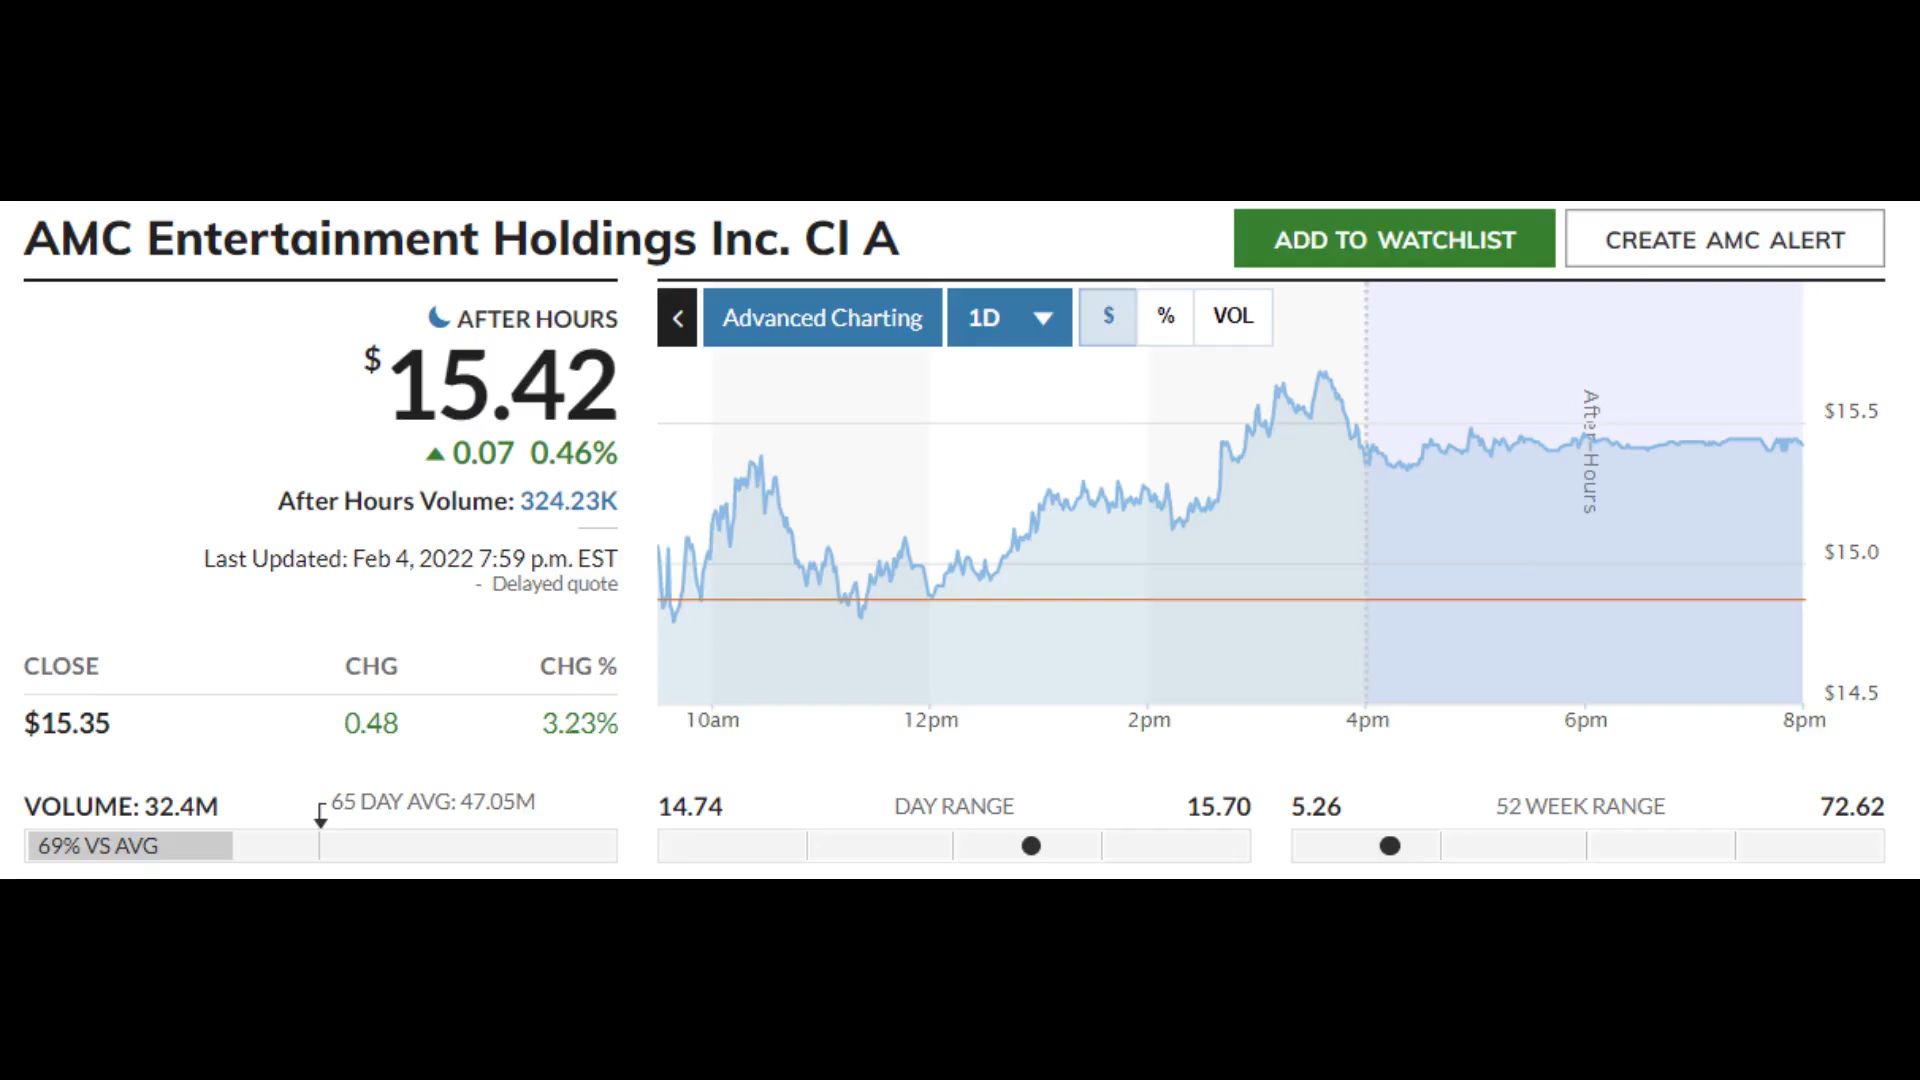 AMC Entertainment Holdings Inc. Cl A
ADD TO WATCHLIST
CREATE AMC ALERT
AFTER HOURS
$15.42
0.07 0.46%
After Hours Volume: 324.23K
Last Updated: Feb 4, 2022 7:59 p.m. EST
- Delayed quote
CLOSE CHG CHG %
$15.35 0.48 3.23%
VOLUME: 32.4M
65 DAY AVG: 47.05M
69% VS AVG
Advanced Charting
1D
$ % VOL
After-Hours
$15.5
$15.0
$14.5
10am 12pm 2pm 4pm 6pm 8pm
14.74 DAY RANGE 15.70
5.26 52 WEEK RANGE 72.62